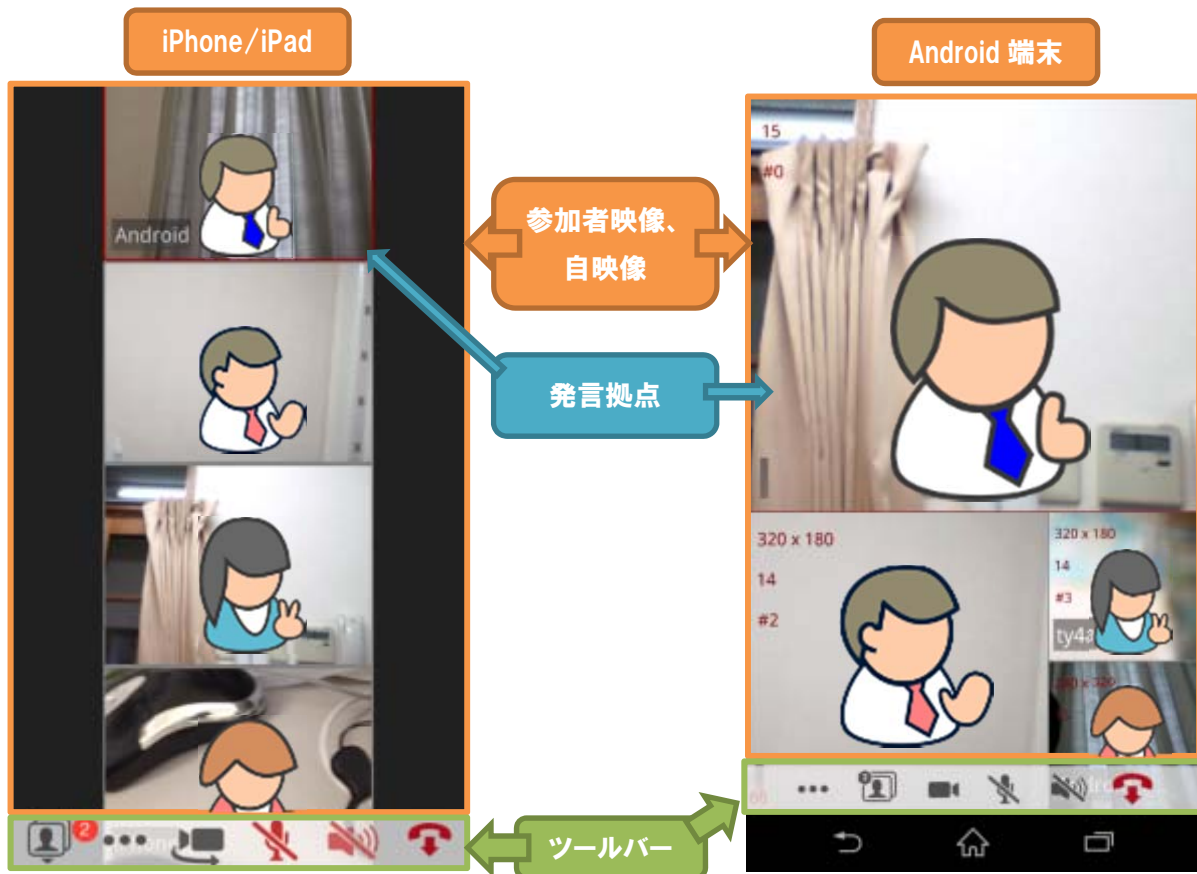 iPhone/iPad
Android 端末
参加者映像、
自映像
発言拠点
ツールバー
Android
2
15
#0
320 x 180
14
#2
320 x 180
14
#3